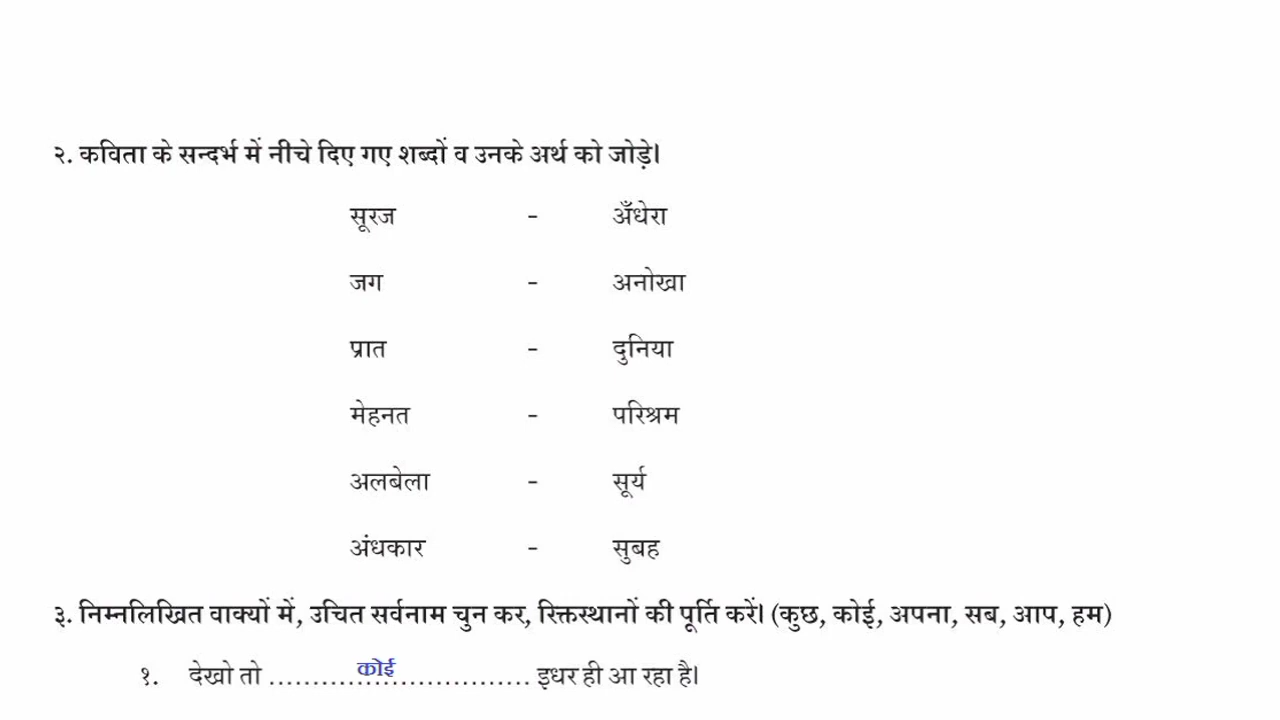 २. कविता के सन्दर्भ में नीचे दिए गए शब्दों व उनके अर्थ को जोड़े।
सूरज - अँधेरा
जग - अनोखा
प्रात - दुनिया
मेहनत - परिश्रम
अलबेला - सूर्य
अंधकार - सुबह
३. निम्नलिखित वाक्यों में, उचित सर्वनाम चुन कर, रिक्तस्थानों की पूर्ति करें। (कुछ, कोई, अपना, सब, आप, हम)
१. देखो तो ..............कोई.............. इधर ही आ रहा है।